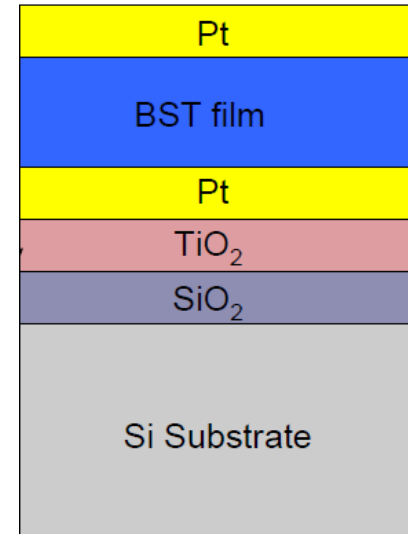 Pt
BST film
Pt
TiO₂
SiO₂
Si Substrate